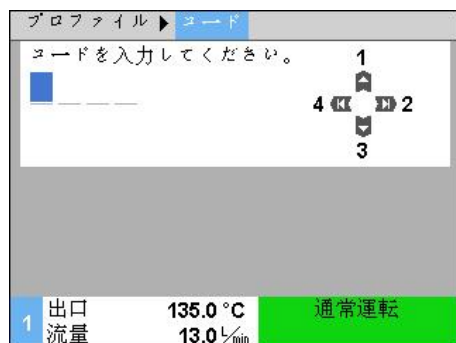 プロファイル ▶ コード
コードを入力してください。
1
4 2
3
1 出口 135.0 °C 通常運転
流量 13.0 L/min